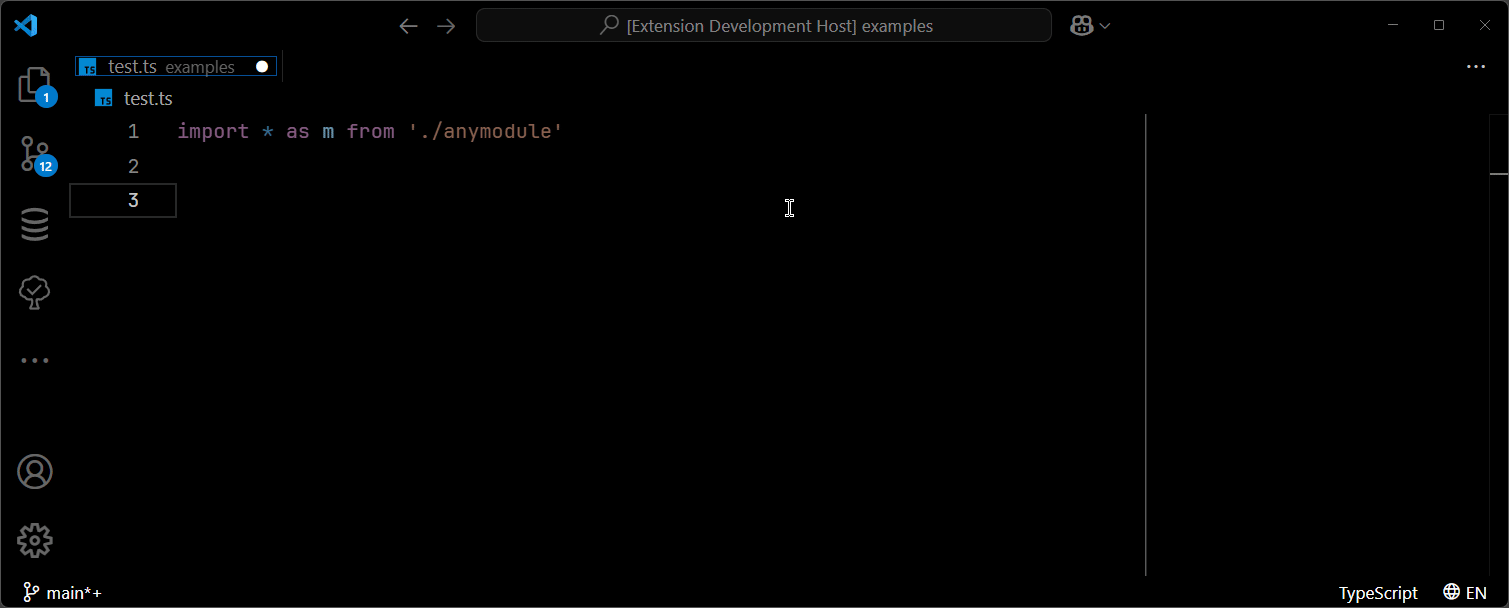 [Extension Development Host] examples
TS test.ts examples
1
TS test.ts
1 import * as m from './anymodule'
12
2
3
main*+
TypeScript EN